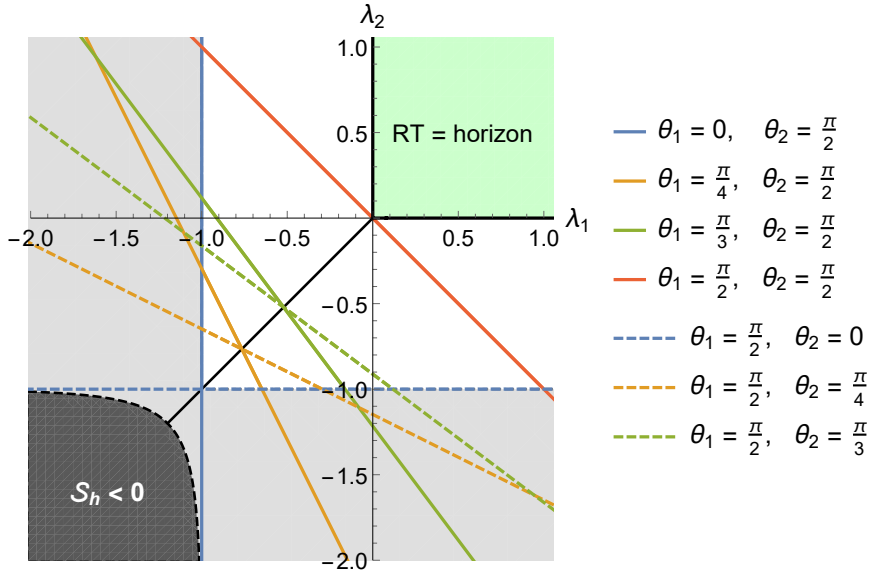 λ₂
1.0
RT = horizon
0.5
λ₁
−2.0 −1.5 −1.0 −0.5 0.5 1.0
−0.5
−1.0
−1.5
−2.0
𝒮ₕ < 0
θ₁ = 0, θ₂ = π/2
θ₁ = π/4, θ₂ = π/2
θ₁ = π/3, θ₂ = π/2
θ₁ = π/2, θ₂ = π/2
θ₁ = π/2, θ₂ = 0
θ₁ = π/2, θ₂ = π/4
θ₁ = π/2, θ₂ = π/3